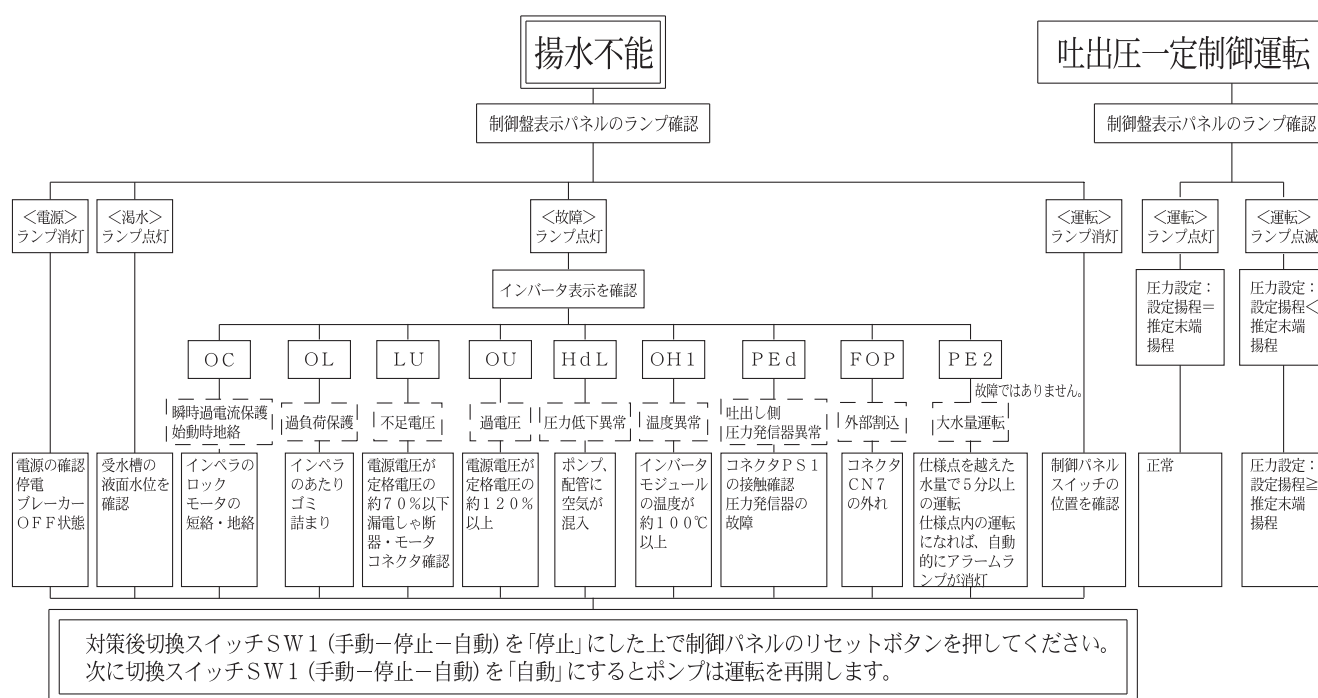 揚水不能
吐出圧一定制御運転
制御盤表示パネルのランプ確認
制御盤表示パネルのランプ確認
＜電源＞
ランプ消灯
＜渇水＞
ランプ点灯
＜故障＞
ランプ点灯
＜運転＞
ランプ消灯
＜運転＞
ランプ点灯
＜運転＞
ランプ点滅
インバータ表示を確認
圧力設定：
設定揚程＝
推定末端
揚程
圧力設定：
設定揚程＜
推定末端
揚程
ＯＣ
ＯＬ
ＬＵ
ＯＵ
ＨｄＬ
ＯＨ１
ＰＥｄ
ＦＯＰ
ＰＥ２
故障ではありません。
瞬時過電流保護
始動時地絡
過負荷保護
不足電圧
過電圧
圧力低下異常
温度異常
吐出し側
圧力発信器異常
外部割込
大水量運転
電源の確認
停電
ブレーカー
ＯＦＦ状態
受水槽の
液面水位を
確認
インペラの
ロック
モータの
短絡・地絡
インペラ
のあたり
ゴミ
詰まり
電源電圧が
定格電圧の
約７０％以下
漏電しゃ断
器・モータ
コネクタ確認
電源電圧が
定格電圧の
約１２０％
以上
ポンプ、
配管に
空気が
混入
インバータ
モジュール
の温度が
約１００℃
以上
コネクタＰＳ１
の接触確認
圧力発信器の
故障
コネクタ
ＣＮ７
の外れ
仕様点を越えた
水量で５分以上
の運転
仕様点内の運転
になれば、自動
的にアラームラ
ンプが消灯
制御パネル
スイッチの
位置を確認
正常
圧力設定：
設定揚程≧
推定末端
揚程
対策後切換スイッチＳＷ１（手動－停止－自動）を「停止」にした上で制御パネルのリセットボタンを押してください。
次に切換スイッチＳＷ１（手動－停止－自動）を「自動」にするとポンプは運転を再開します。